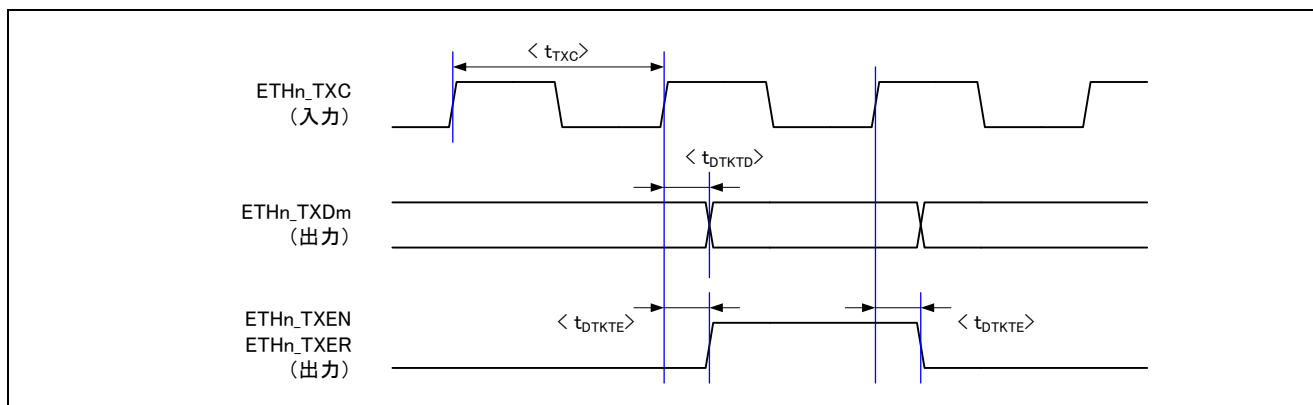 < tTXC>
ETHn_TXC
（入力）
< tDTKTD>
ETHn_TXDm
（出力）
ETHn_TXEN
ETHn_TXER
（出力）
< tDTKTE>
< tDTKTE>